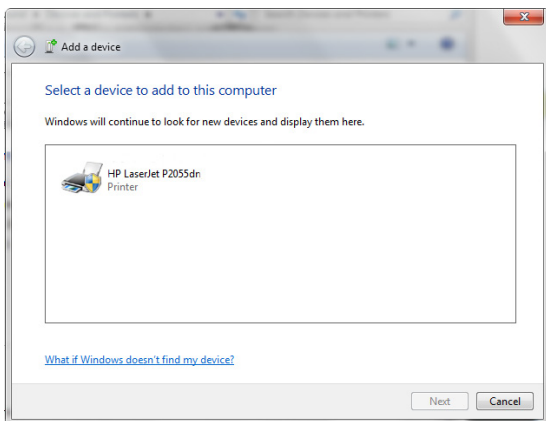 Add a device
Select a device to add to this computer
Windows will continue to look for new devices and display them here.
HP LaserJet P2055dn
Printer
What if Windows doesn't find my device?
Next Cancel